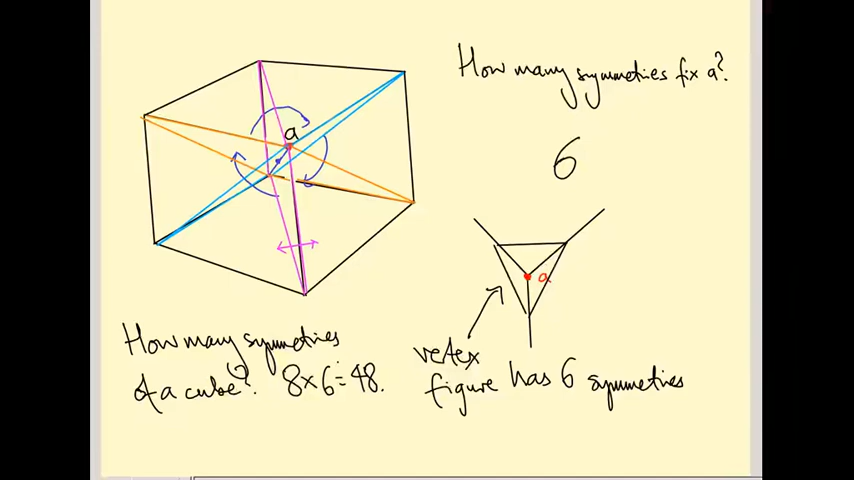 How many symmetries fix a?
a
6
a
How many symmetries
of a cube? 8×6=48.
vertex
figure has 6 symmetries